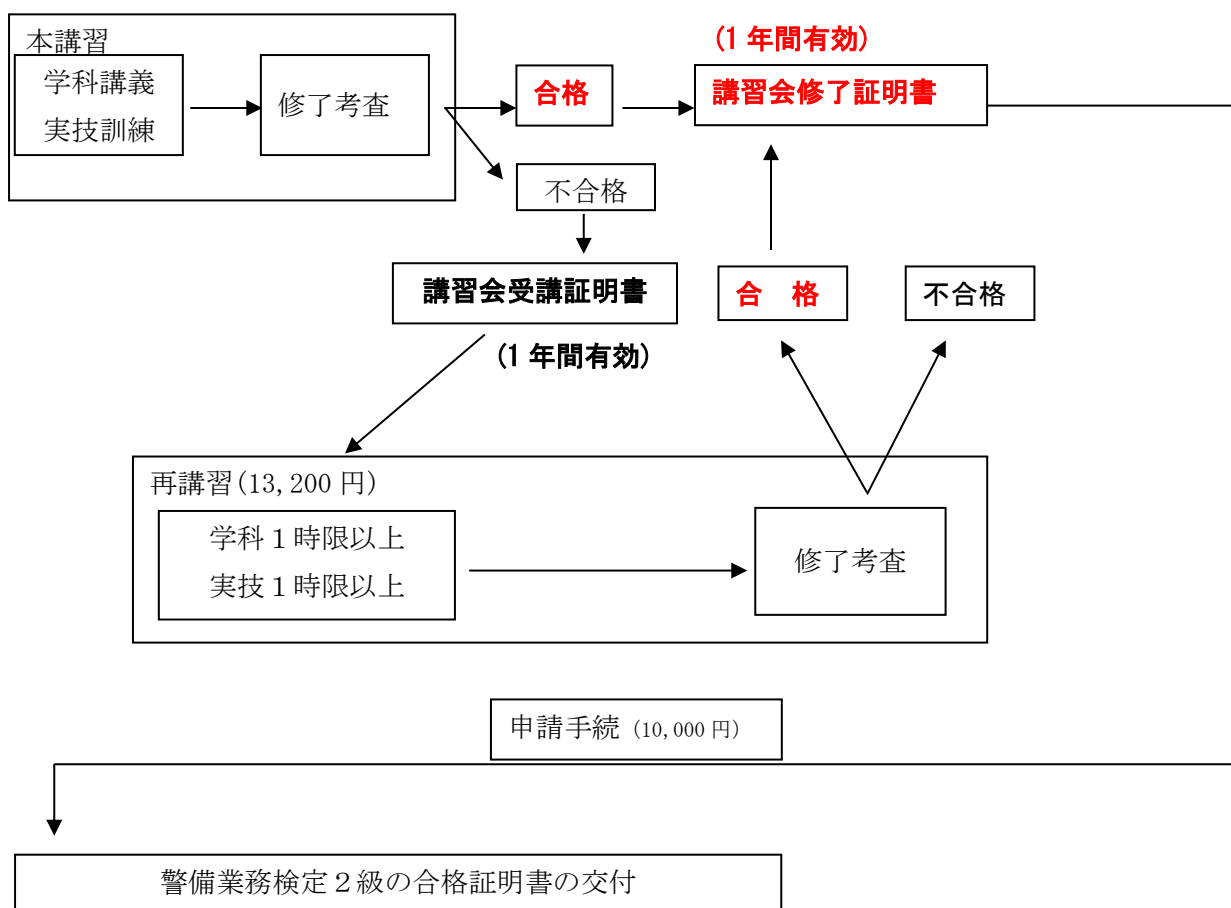 本講習
学科講義
実技訓練
修了考査
合格
(1年間有効)
講習会修了証明書
不合格
講習会受講証明書
(1年間有効)
合　格
不合格
再講習(13,200円)
学科１時限以上
実技１時限以上
修了考査
申請手続（10,000円）
警備業務検定２級の合格証明書の交付